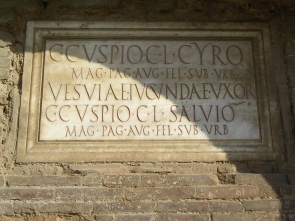 C·CVSPIO·C·L·CYRO
MAG·PAG·AVG·FEL·SVB·VRB
VESVIAE·IVCVNDAE·VXOR
C·CVSPIO·C·L·SALVIO
MAG·PAG·AVG·FEL·SVB·VRB